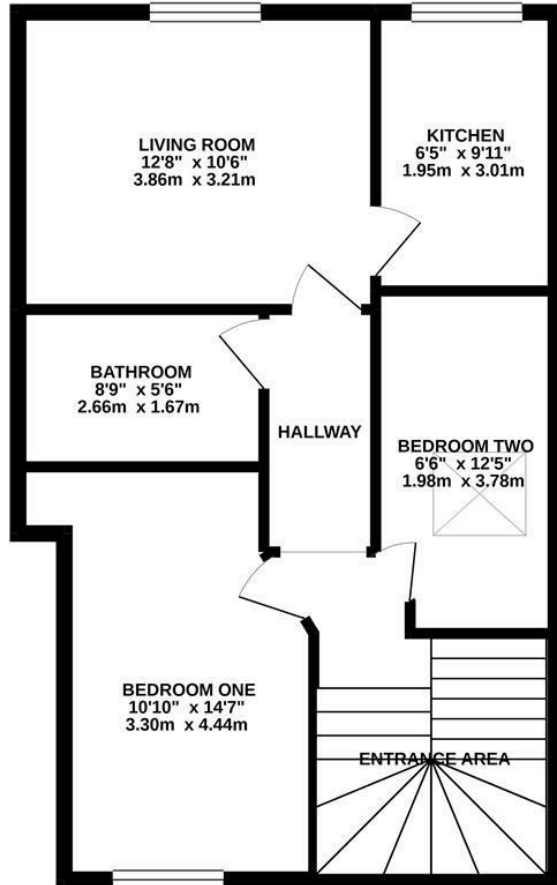 LIVING ROOM
12'8" x 10'6"
3.86m x 3.21m
KITCHEN
6'5" x 9'11"
1.95m x 3.01m
BATHROOM
8'9" x 5'6"
2.66m x 1.67m
HALLWAY
BEDROOM TWO
6'6" x 12'5"
1.98m x 3.78m
BEDROOM ONE
10'10" x 14'7"
3.30m x 4.44m
ENTRANCE AREA